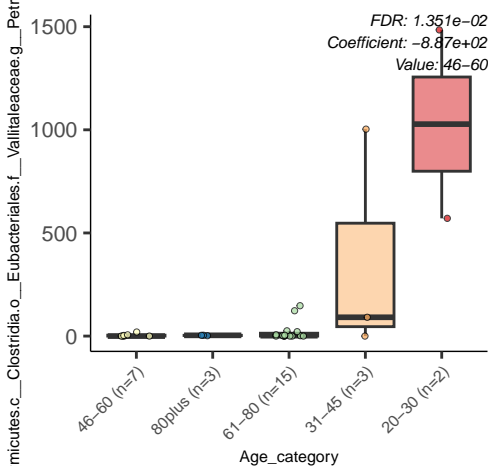 micutes.c__Clostridia.o__Eubacteriales.f__Vallitaleaceae.g__Petr
1500
1000
500
0
FDR: 1.351e−02
Coefficient: −8.87e+02
Value: 46−60
46−60 (n=7)
80plus (n=3)
61−80 (n=15)
31−45 (n=3)
20−30 (n=2)
Age_category